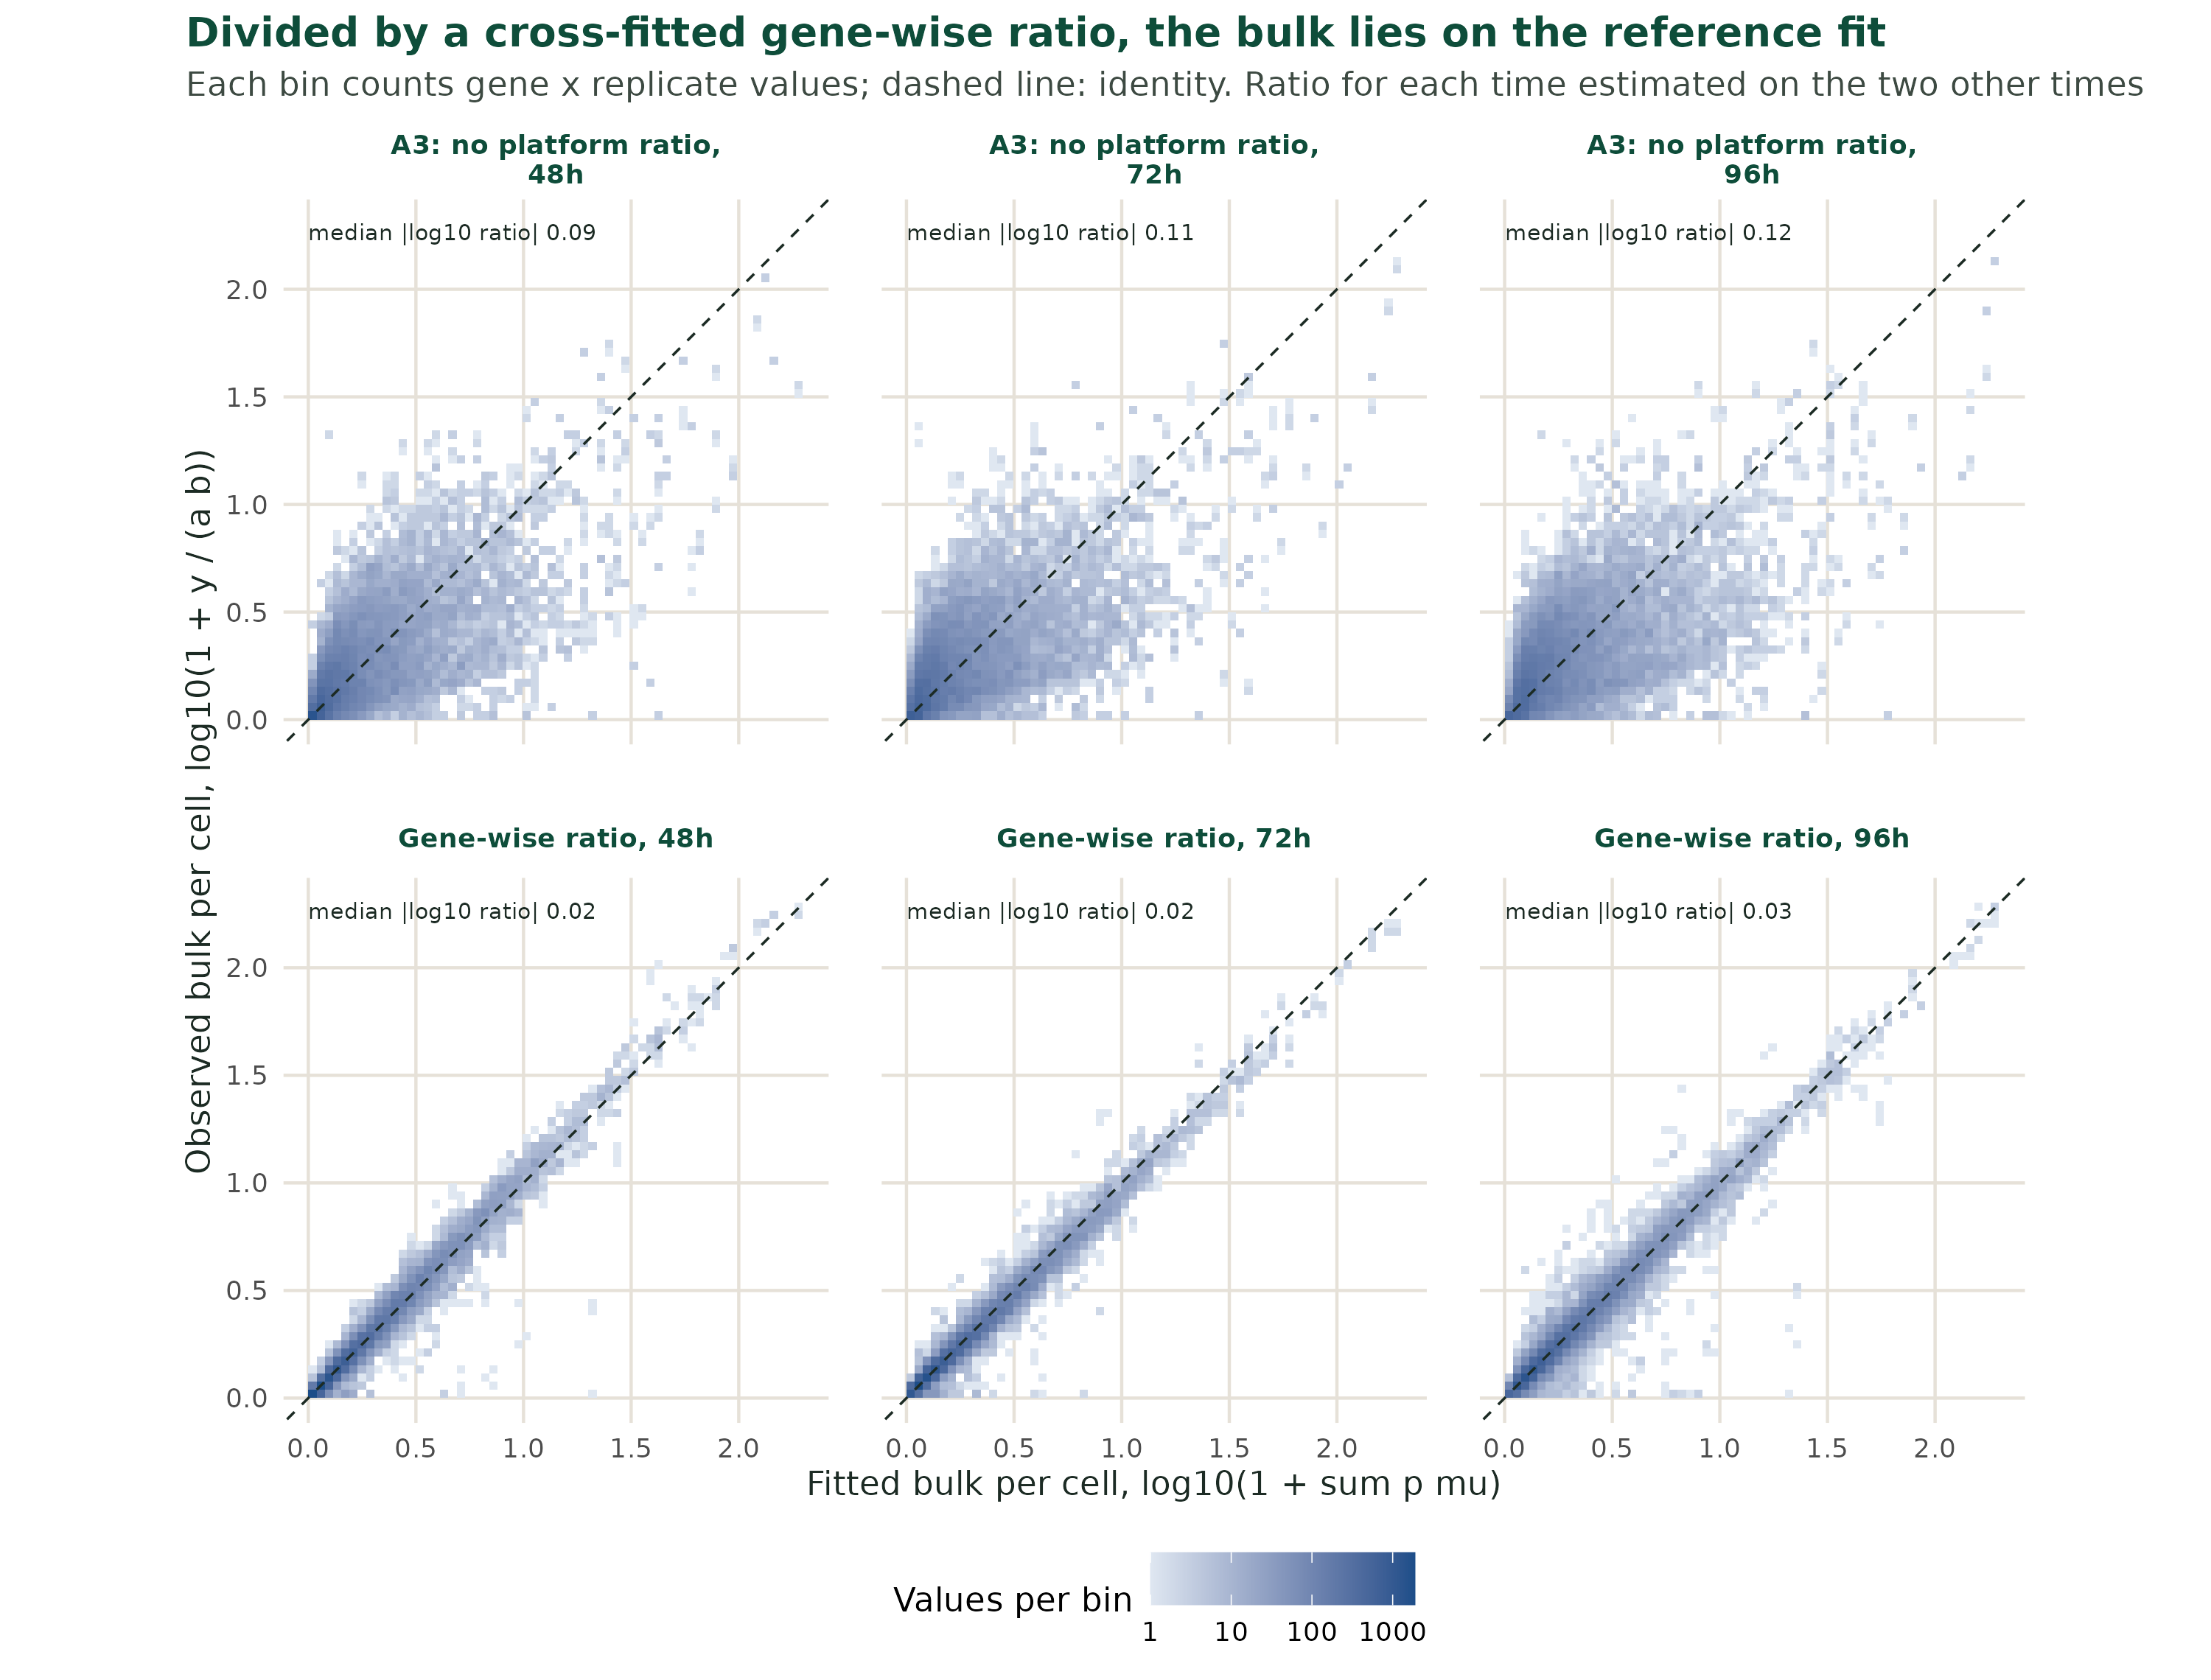 Divided by a cross-fitted gene-wise ratio, the bulk lies on the reference fit
Each bin counts gene x replicate values; dashed line: identity. Ratio for each time estimated on the two other times
A3: no platform ratio,
48h
A3: no platform ratio,
72h
A3: no platform ratio,
96h
median |log10 ratio| 0.09
median |log10 ratio| 0.11
median |log10 ratio| 0.12
2.0
1.5
1.0
0.5
0.0
Observed bulk per cell, log10(1 + y / (a b))
Gene-wise ratio, 48h
Gene-wise ratio, 72h
Gene-wise ratio, 96h
median |log10 ratio| 0.02
median |log10 ratio| 0.02
median |log10 ratio| 0.03
2.0
1.5
1.0
0.5
0.0
0.0 0.5 1.0 1.5 2.0
0.0 0.5 1.0 1.5 2.0
0.0 0.5 1.0 1.5 2.0
Fitted bulk per cell, log10(1 + sum p mu)
Values per bin
1 10 100 1000